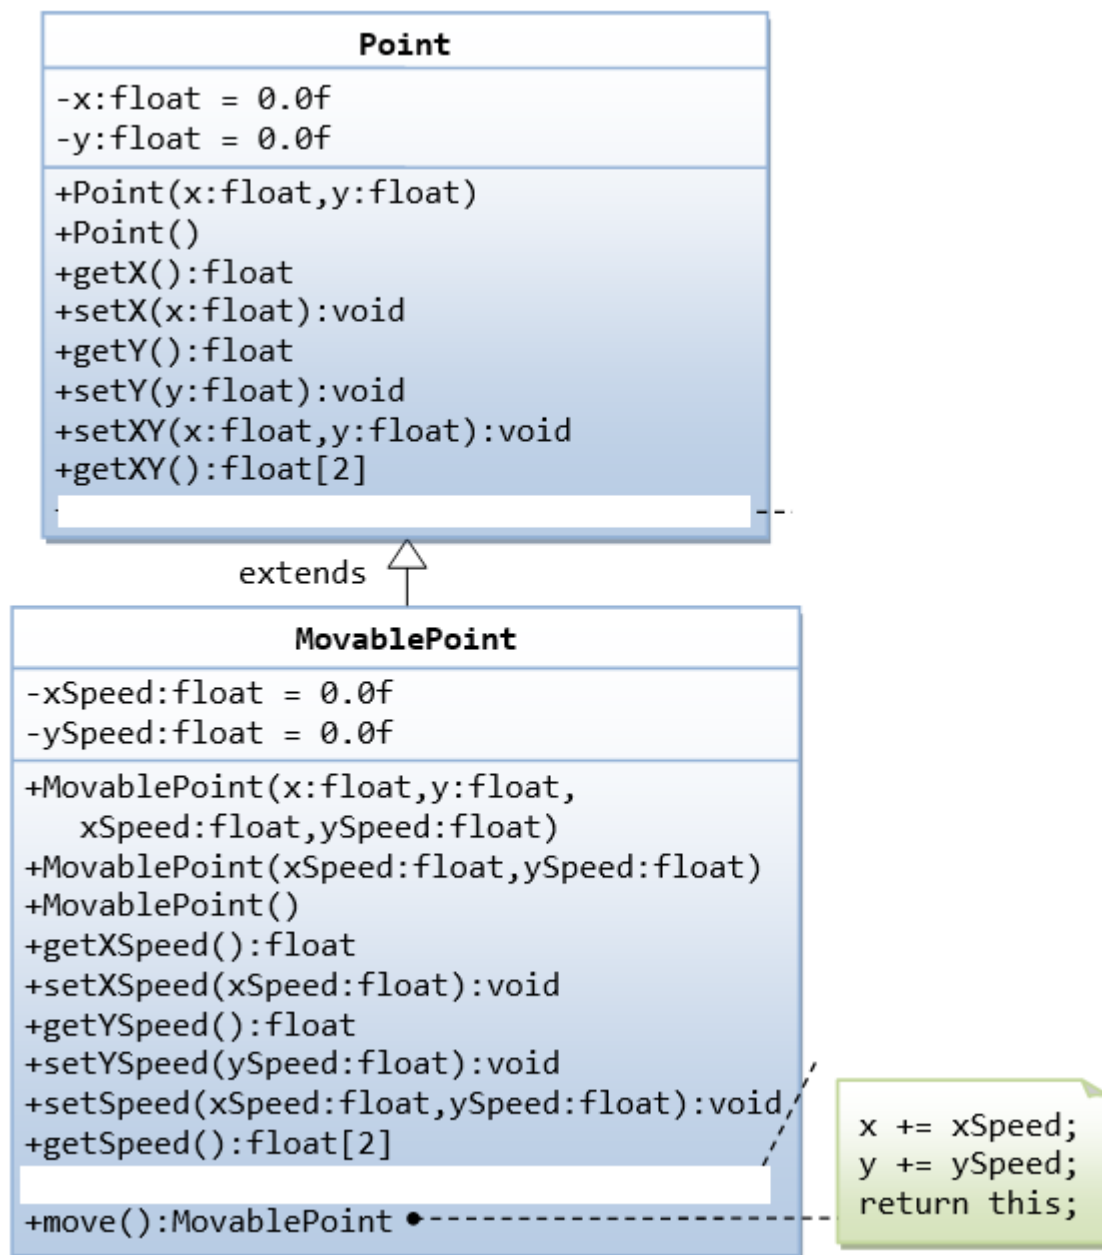 Point
-x:float = 0.0f
-y:float = 0.0f
+Point(x:float,y:float)
+Point()
+getX():float
+setX(x:float):void
+getY():float
+setY(y:float):void
+setXY(x:float,y:float):void
+getXY():float[2]
extends
MovablePoint
-xSpeed:float = 0.0f
-ySpeed:float = 0.0f
+MovablePoint(x:float,y:float,
xSpeed:float,ySpeed:float)
+MovablePoint(xSpeed:float,ySpeed:float)
+MovablePoint()
+getXSpeed():float
+setXSpeed(xSpeed:float):void
+getYSpeed():float
+setYSpeed(ySpeed:float):void
+setSpeed(xSpeed:float,ySpeed:float):void
+getSpeed():float[2]
+move():MovablePoint
x += xSpeed;
y += ySpeed;
return this;